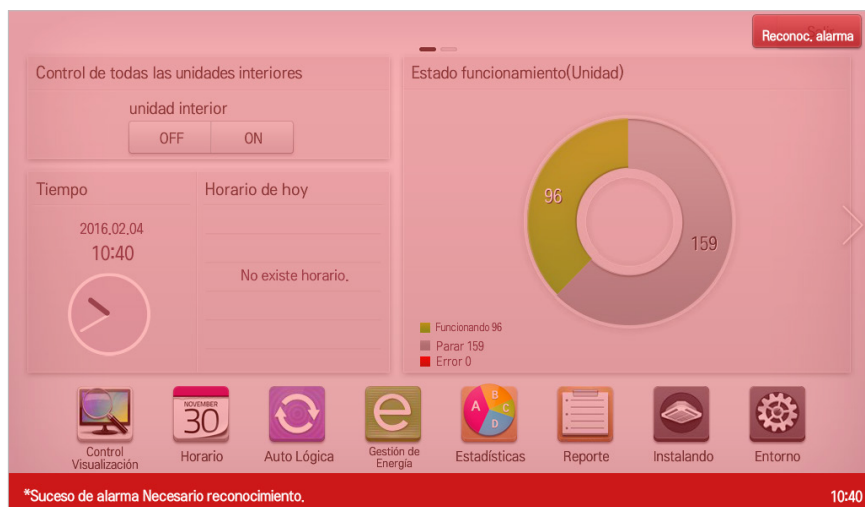 Reconoc. alarma
Control de todas las unidades interiores
unidad interior
OFF ON
Estado funcionamiento(Unidad)
96
159
Funcionando 96
Parar 159
Error 0
Tiempo
2016.02.04
10:40
Horario de hoy
No existe horario.
Control
Visualización
NOVEMBER
30
Horario
Auto Lógica
e
Gestión de
Energía
A B C D
Estadísticas
Reporte
Instalando
Entorno
*Suceso de alarma Necesario reconocimiento.
10:40